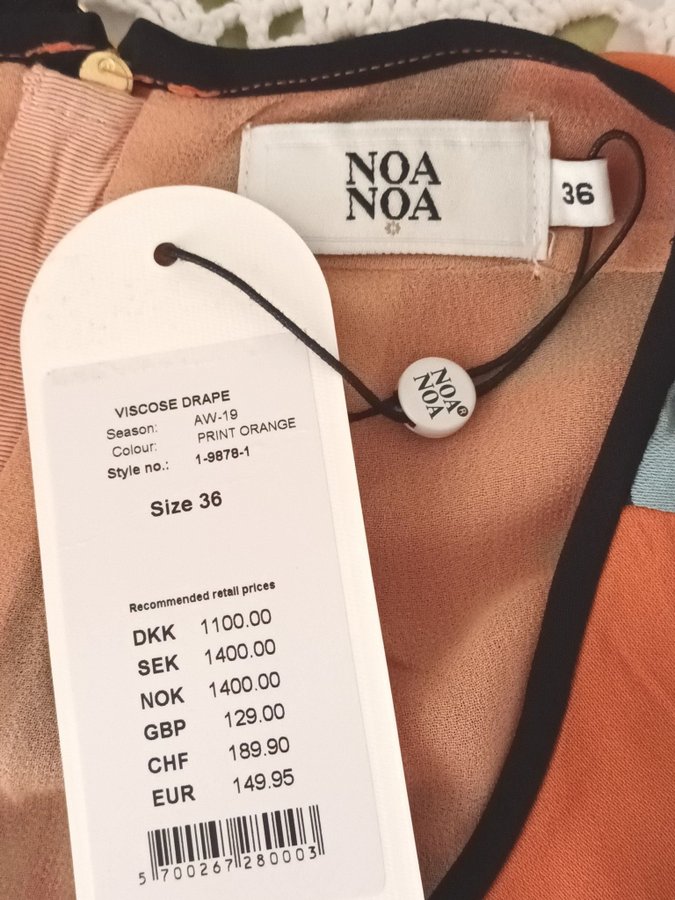 NOA
NOA
36
NOA
NOA®
VISCOSE DRAPE
Season: AW-19
Colour: PRINT ORANGE
Style no.: 1-9878-1
Size 36
Recommended retail prices
DKK 1100.00
SEK 1400.00
NOK 1400.00
GBP 129.00
CHF 189.90
EUR 149.95
5 700267 280003